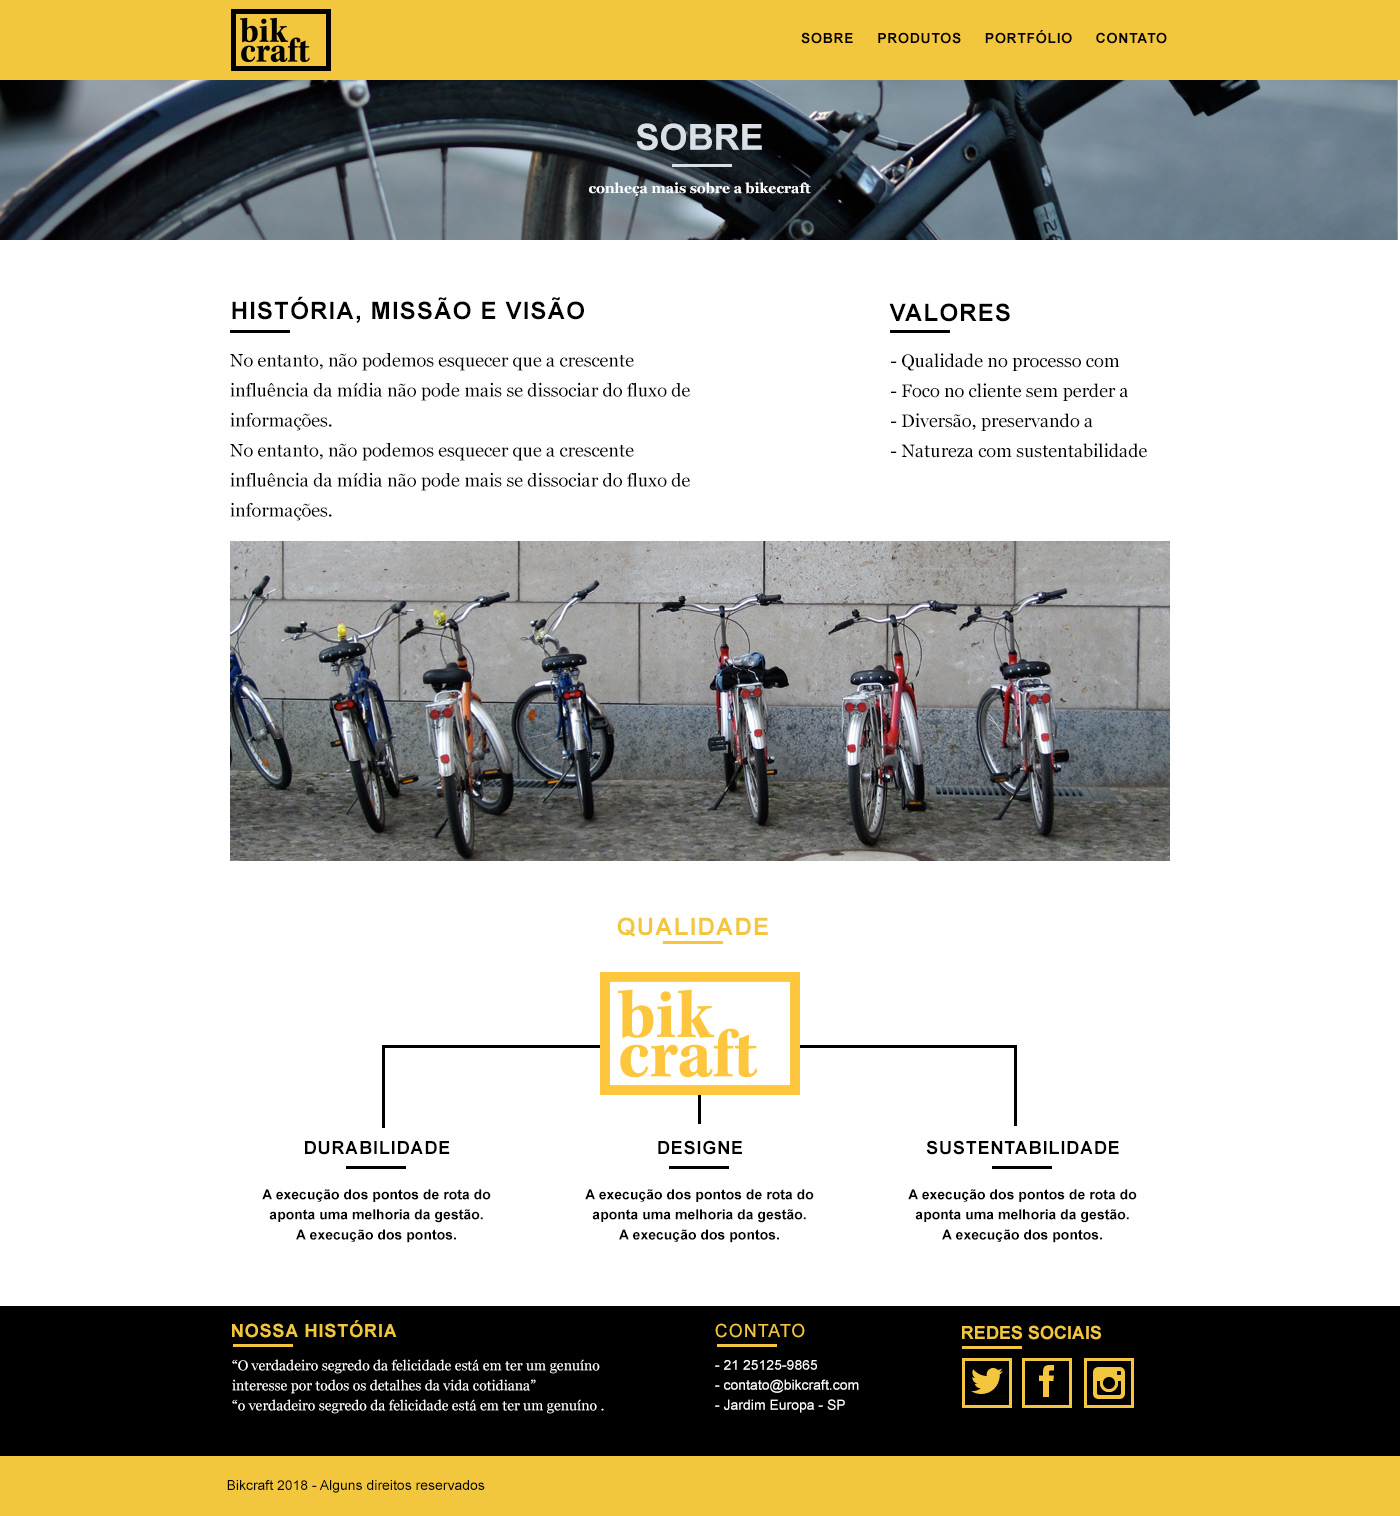 bik
craft
SOBRE PRODUTOS PORTFÓLIO CONTATO
SOBRE
conheça mais sobre a bikecraft
HISTÓRIA, MISSÃO E VISÃO
No entanto, não podemos esquecer que a crescente
influência da mídia não pode mais se dissociar do fluxo de
informações.
No entanto, não podemos esquecer que a crescente
influência da mídia não pode mais se dissociar do fluxo de
informações.
VALORES
- Qualidade no processo com
- Foco no cliente sem perder a
- Diversão, preservando a
- Natureza com sustentabilidade
QUALIDADE
bik
craft
DURABILIDADE
A execução dos pontos de rota do
aponta uma melhoria da gestão.
A execução dos pontos.
DESIGNE
A execução dos pontos de rota do
aponta uma melhoria da gestão.
A execução dos pontos.
SUSTENTABILIDADE
A execução dos pontos de rota do
aponta uma melhoria da gestão.
A execução dos pontos.
NOSSA HISTÓRIA
“O verdadeiro segredo da felicidade está em ter um genuíno
interesse por todos os detalhes da vida cotidiana”
“o verdadeiro segredo da felicidade está em ter um genuíno .
CONTATO
- 21 25125-9865
- contato@bikcraft.com
- Jardim Europa - SP
REDES SOCIAIS
Bikcraft 2018 - Alguns direitos reservados